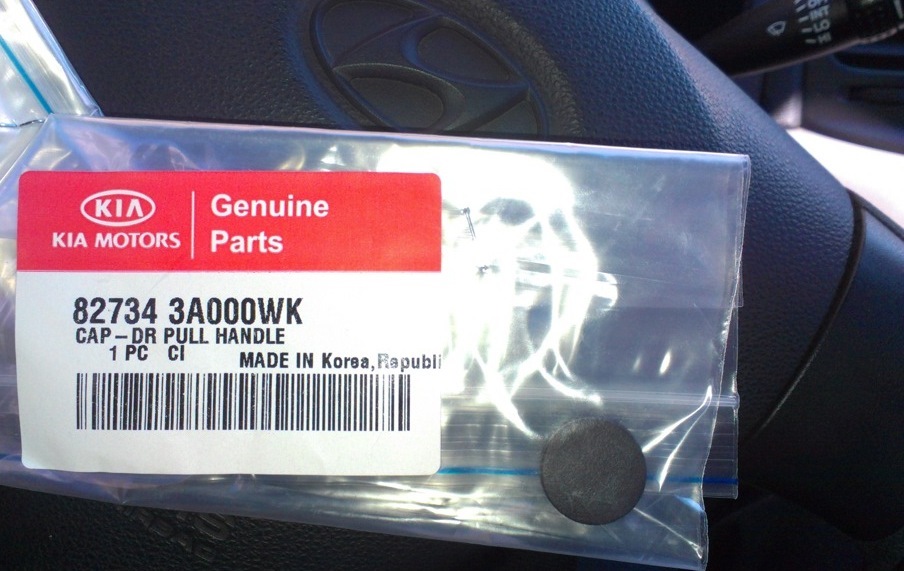 KIA
KIA MOTORS
Genuine
Parts
82734 3A000WK
CAP-DR PULL HANDLE
1 PC CI MADE IN Korea,Republi